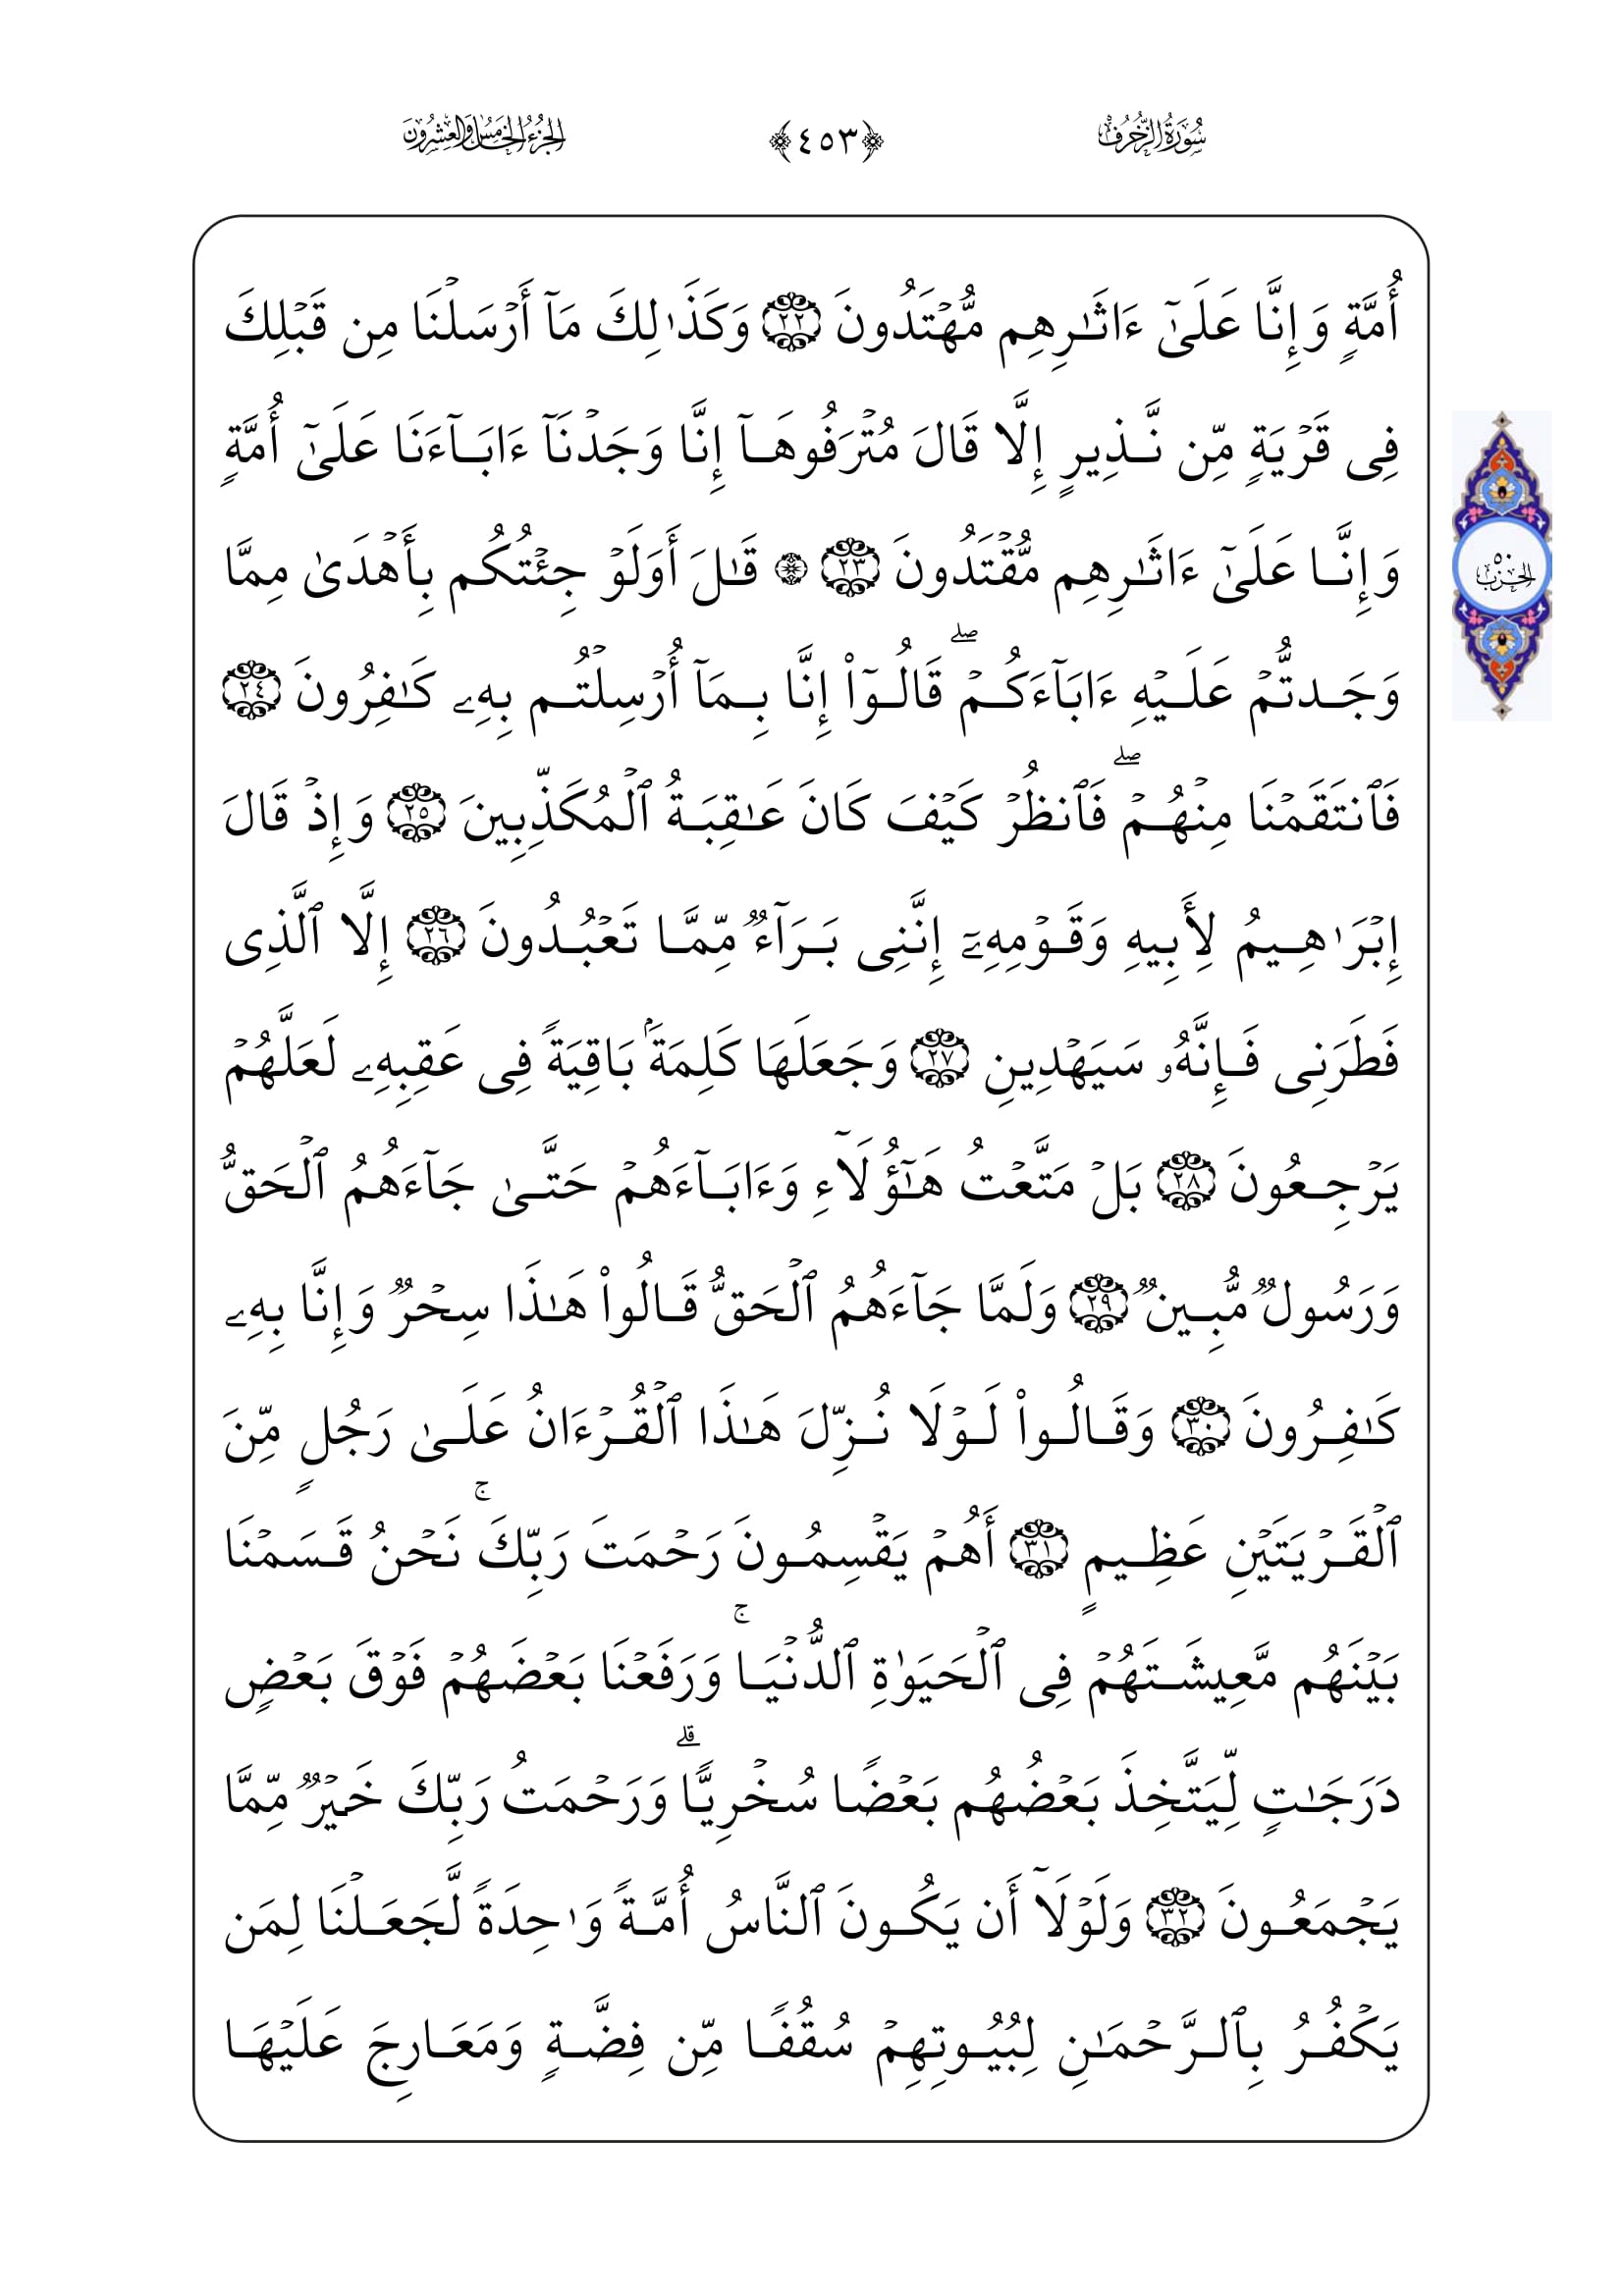 سُورَةُ الزُّخْرُفِ
﴿٤٥٣﴾
الجُزْءُ الخَامِسُ وَالعِشْرُونَ
أُمَّةٍ وَإِنَّا عَلَىٰٓ ءَاثَـٰرِهِم مُّهۡتَدُونَ ٢٢ وَكَذَٰلِكَ مَآ أَرۡسَلۡنَا مِن قَبۡلِكَ
فِى قَرۡيَةٍ مِّن نَّذِيرٍ إِلَّا قَالَ مُتۡرَفُوهَآ إِنَّا وَجَدۡنَآ ءَابَآءَنَا عَلَىٰٓ أُمَّةٍ
وَإِنَّا عَلَىٰٓ ءَاثَـٰرِهِم مُّقۡتَدُونَ ٢٣ ۞ قَـٰلَ أَوَلَوۡ جِئۡتُكُم بِأَهۡدَىٰ مِمَّا
وَجَدتُّمۡ عَلَيۡهِ ءَابَآءَكُمۡۖ قَالُوٓا۟ إِنَّا بِمَآ أُرۡسِلۡتُم بِهِۦ كَـٰفِرُونَ ٢٤
فَٱنتَقَمۡنَا مِنۡهُمۡۖ فَٱنظُرۡ كَيۡفَ كَانَ عَـٰقِبَةُ ٱلۡمُكَذِّبِينَ ٢٥ وَإِذۡ قَالَ
إِبۡرَٰهِيمُ لِأَبِيهِ وَقَوۡمِهِۦٓ إِنَّنِى بَرَآءٌ مِّمَّا تَعۡبُدُونَ ٢٦ إِلَّا ٱلَّذِى
فَطَرَنِى فَإِنَّهُۥ سَيَهۡدِينِ ٢٧ وَجَعَلَهَا كَلِمَةَۢ بَاقِيَةً فِى عَقِبِهِۦ لَعَلَّهُمۡ
يَرۡجِعُونَ ٢٨ بَلۡ مَتَّعۡتُ هَـٰٓؤُلَآءِ وَءَابَآءَهُمۡ حَتَّىٰ جَآءَهُمُ ٱلۡحَقُّ
وَرَسُولٌ مُّبِينٌ ٢٩ وَلَمَّا جَآءَهُمُ ٱلۡحَقُّ قَالُوا۟ هَـٰذَا سِحۡرٌ وَإِنَّا بِهِۦ
كَـٰفِرُونَ ٣٠ وَقَالُوا۟ لَوۡلَا نُزِّلَ هَـٰذَا ٱلۡقُرۡءَانُ عَلَىٰ رَجُلٍ مِّنَ
ٱلۡقَرۡيَتَيۡنِ عَظِيمٍ ٣١ أَهُمۡ يَقۡسِمُونَ رَحۡمَتَ رَبِّكَۚ نَحۡنُ قَسَمۡنَا
بَيۡنَهُم مَّعِيشَتَهُمۡ فِى ٱلۡحَيَوٰةِ ٱلدُّنۡيَاۚ وَرَفَعۡنَا بَعۡضَهُمۡ فَوۡقَ بَعۡضٍ
دَرَجَـٰتٍ لِّيَتَّخِذَ بَعۡضُهُم بَعۡضًا سُخۡرِيًّاۗ وَرَحۡمَتُ رَبِّكَ خَيۡرٌ مِّمَّا
يَجۡمَعُونَ ٣٢ وَلَوۡلَآ أَن يَكُونَ ٱلنَّاسُ أُمَّةً وَٰحِدَةً لَّجَعَلۡنَا لِمَن
يَكۡفُرُ بِٱلرَّحۡمَـٰنِ لِبُيُوتِهِمۡ سُقُفًا مِّن فِضَّةٍ وَمَعَارِجَ عَلَيۡهَا
الحِزْب ٥٠